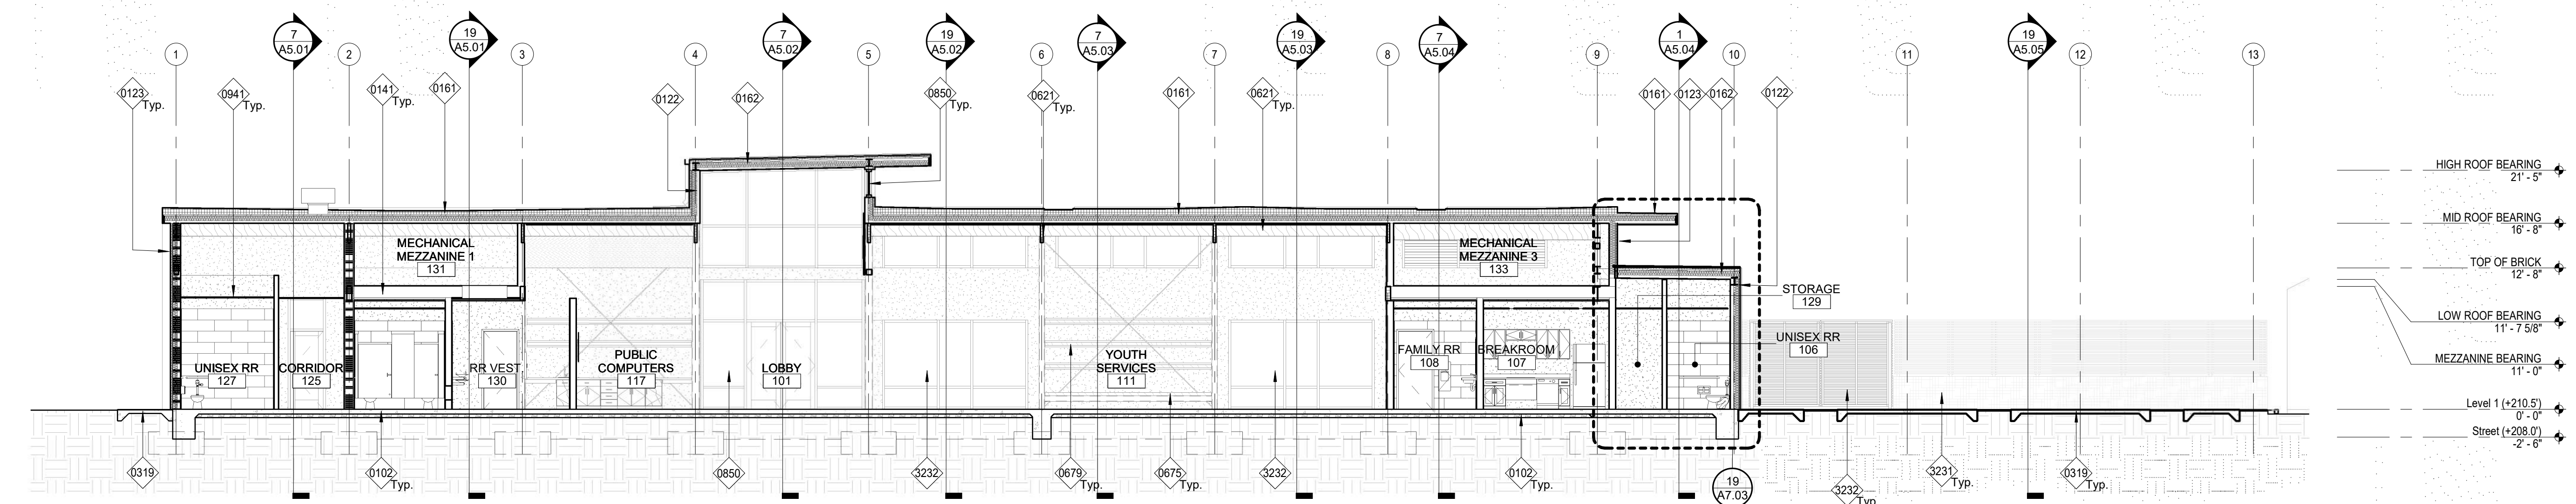 7
A5.01
19
A5.01
7
A5.02
19
A5.02
7
A5.03
19
A5.03
7
A5.04
1
A5.04
19
A5.05
1
2
3
4
5
6
7
8
9
10
11
12
13
0123
Typ.
0941
Typ.
0141
Typ.
0161
0122
0162
0850
Typ.
0621
Typ.
0161
0621
Typ.
0161
0123
0162
0122
HIGH ROOF BEARING
21' - 5"
MID ROOF BEARING
16' - 8"
TOP OF BRICK
12' - 8"
LOW ROOF BEARING
11' - 7 5/8"
MEZZANINE BEARING
11' - 0"
Level 1 (+210.5')
0' - 0"
Street (+208.0')
-2' - 6"
MECHANICAL
MEZZANINE 1
131
MECHANICAL
MEZZANINE 3
133
STORAGE
129
UNISEX RR
106
UNISEX RR
127
CORRIDOR
125
RR VEST.
130
PUBLIC
COMPUTERS
117
LOBBY
101
YOUTH
SERVICES
111
FAMILY RR
108
BREAKROOM
107
0319
0102
Typ.
0850
3232
0679
Typ.
0675
Typ.
3232
0102
Typ.
19
A7.03
3232
Typ.
3231
Typ.
0319
Typ.